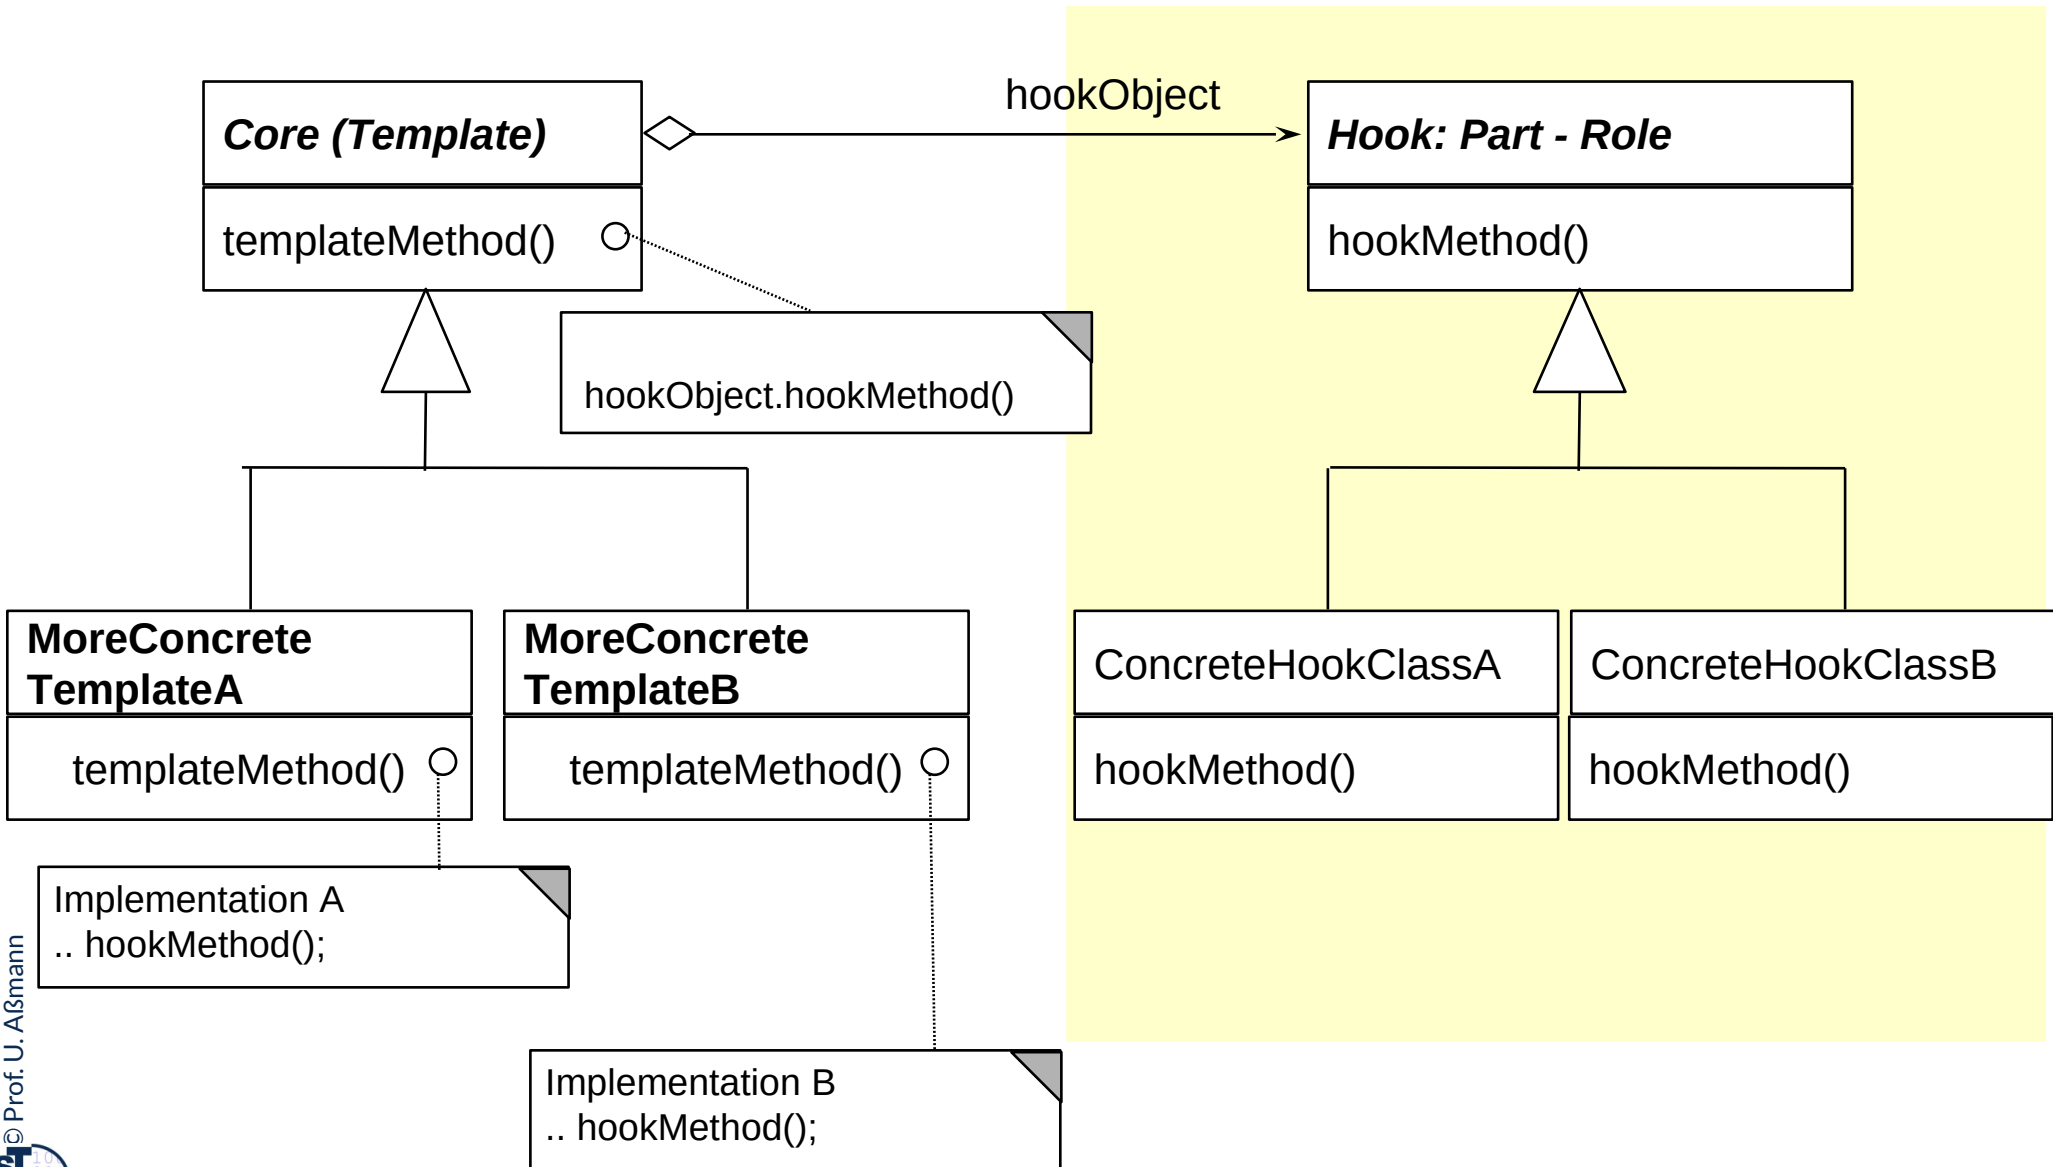 hookObject
Core (Template)
Hook: Part - Role
templateMethod()
hookMethod()
hookObject.hookMethod()
MoreConcrete
TemplateA
MoreConcrete
TemplateB
ConcreteHookClassA
ConcreteHookClassB
templateMethod()
templateMethod()
hookMethod()
hookMethod()
Implementation A
.. hookMethod();
Implementation B
.. hookMethod();
© Prof. U. Aßmann